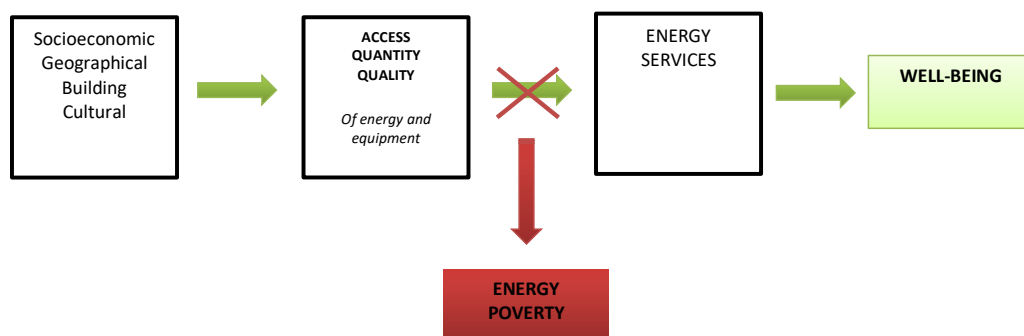 Socioeconomic
Geographical
Building
Cultural
ACCESS
QUANTITY
QUALITY
Of energy and
equipment
ENERGY
SERVICES
WELL-BEING
ENERGY
POVERTY